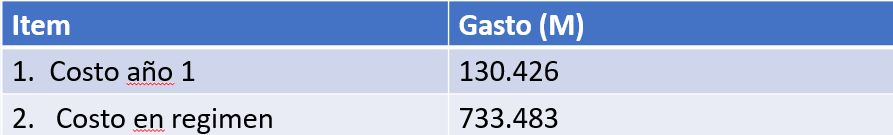 Item Gasto (M)
1. Costo año 1 130.426
2. Costo en regimen 733.483